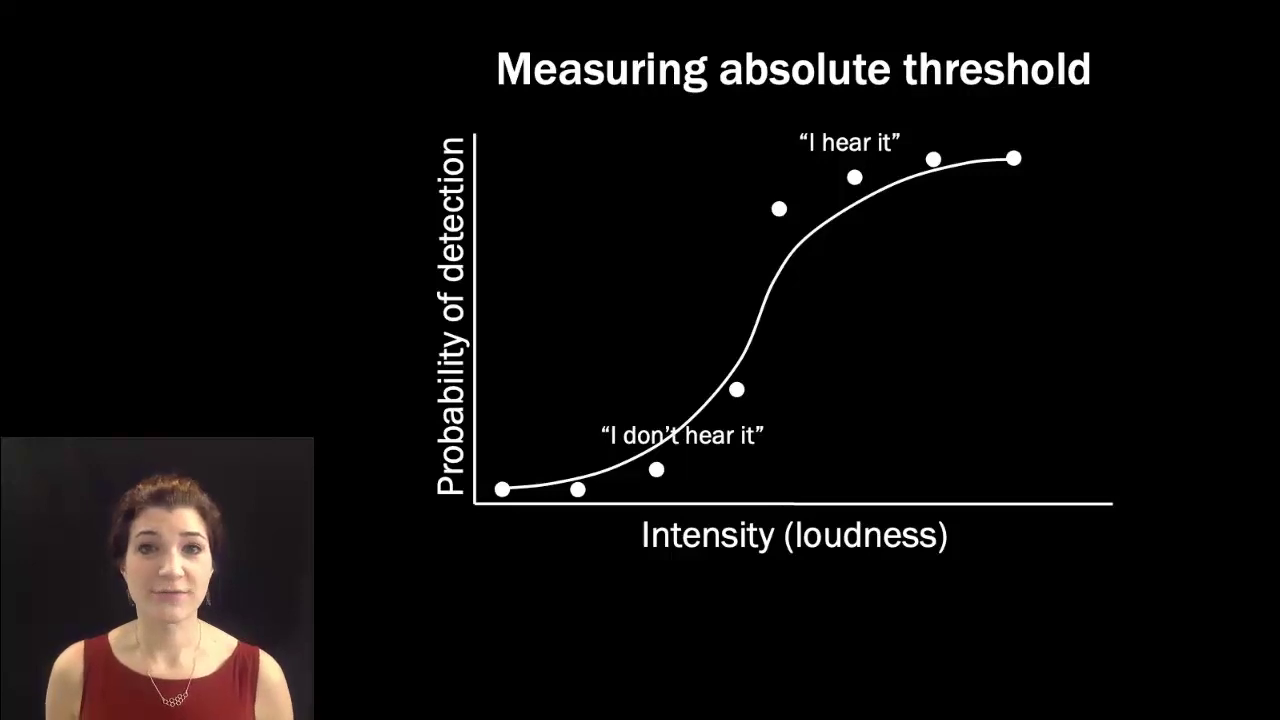 Measuring absolute threshold
“I hear it”
Probability of detection
“I don’t hear it”
Intensity (loudness)